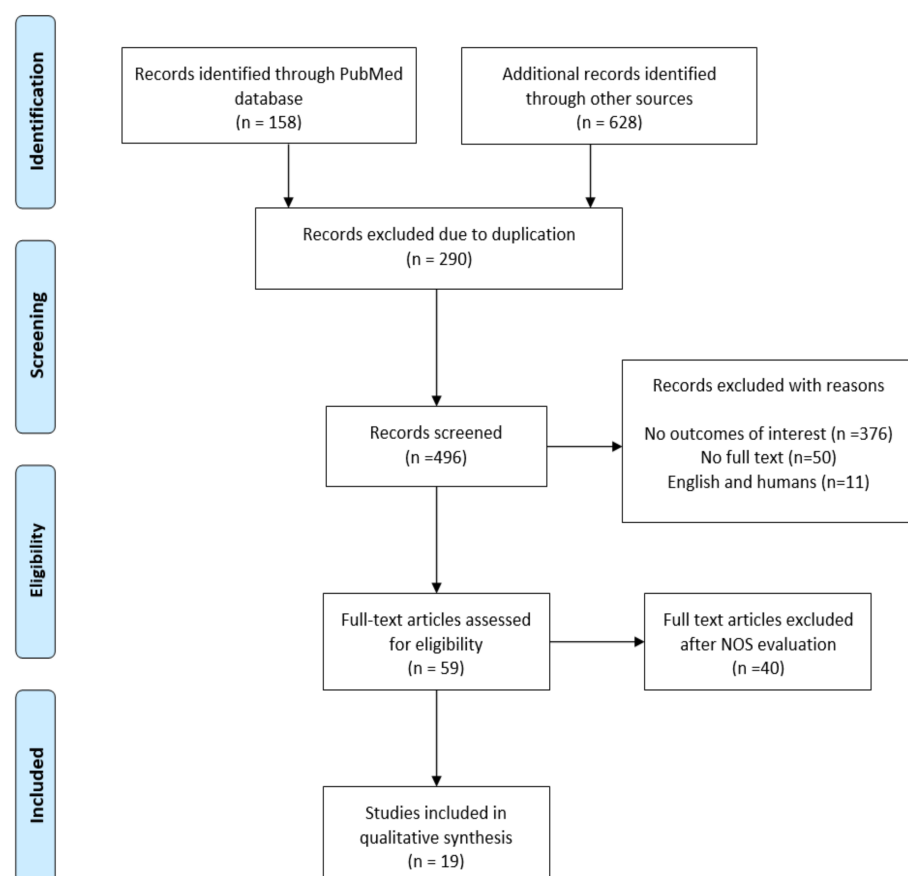 Identification
Records identified through PubMed
database
(n = 158)
Additional records identified
through other sources
(n = 628)
Records excluded due to duplication
(n = 290)
Screening
Records screened
(n =496)
Records excluded with reasons
No outcomes of interest (n =376)
No full text (n=50)
English and humans (n=11)
Eligibility
Full-text articles assessed
for eligibility
(n = 59)
Full text articles excluded
after NOS evaluation
(n =40)
Included
Studies included in
qualitative synthesis
(n = 19)